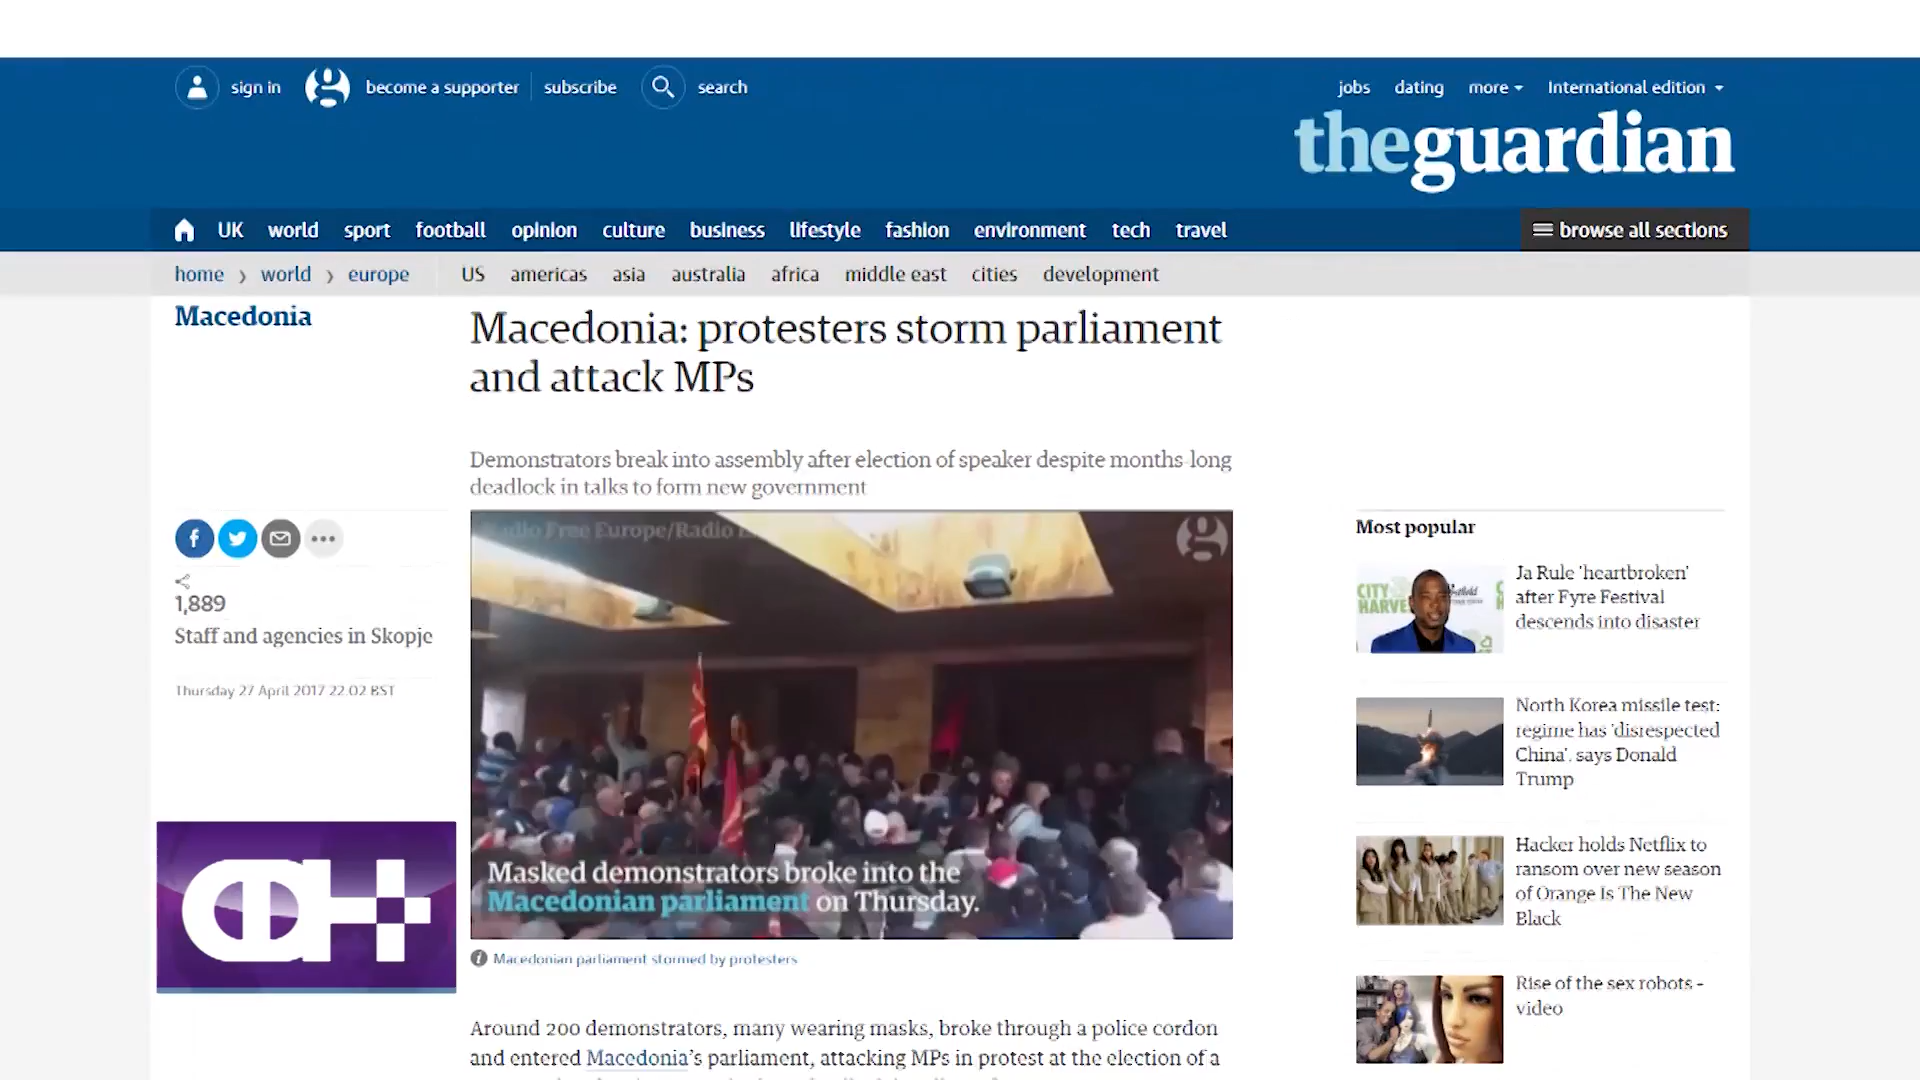 sign in
become a supporter
subscribe
search
jobs
dating
more
International edition
theguardian
UK
world
sport
football
opinion
culture
business
lifestyle
fashion
environment
tech
travel
browse all sections
home
world
europe
US
americas
asia
australia
africa
middle east
cities
development
Macedonia
Macedonia: protesters storm parliament
and attack MPs
Demonstrators break into assembly after election of speaker despite months-long
deadlock in talks to form new government
1,889
Staff and agencies in Skopje
Thursday 27 April 2017 22.02 BST
Radio Free Europe/Radio
Masked demonstrators broke into the
Macedonian parliament on Thursday.
Macedonian parliament stormed by protesters
Around 200 demonstrators, many wearing masks, broke through a police cordon
and entered Macedonia's parliament, attacking MPs in protest at the election of a
Most popular
CITY
HARVE
Ja Rule 'heartbroken'
after Fyre Festival
descends into disaster
North Korea missile test:
regime has 'disrespected
China', says Donald
Trump
Hacker holds Netflix to
ransom over new season
of Orange Is The New
Black
Rise of the sex robots -
video